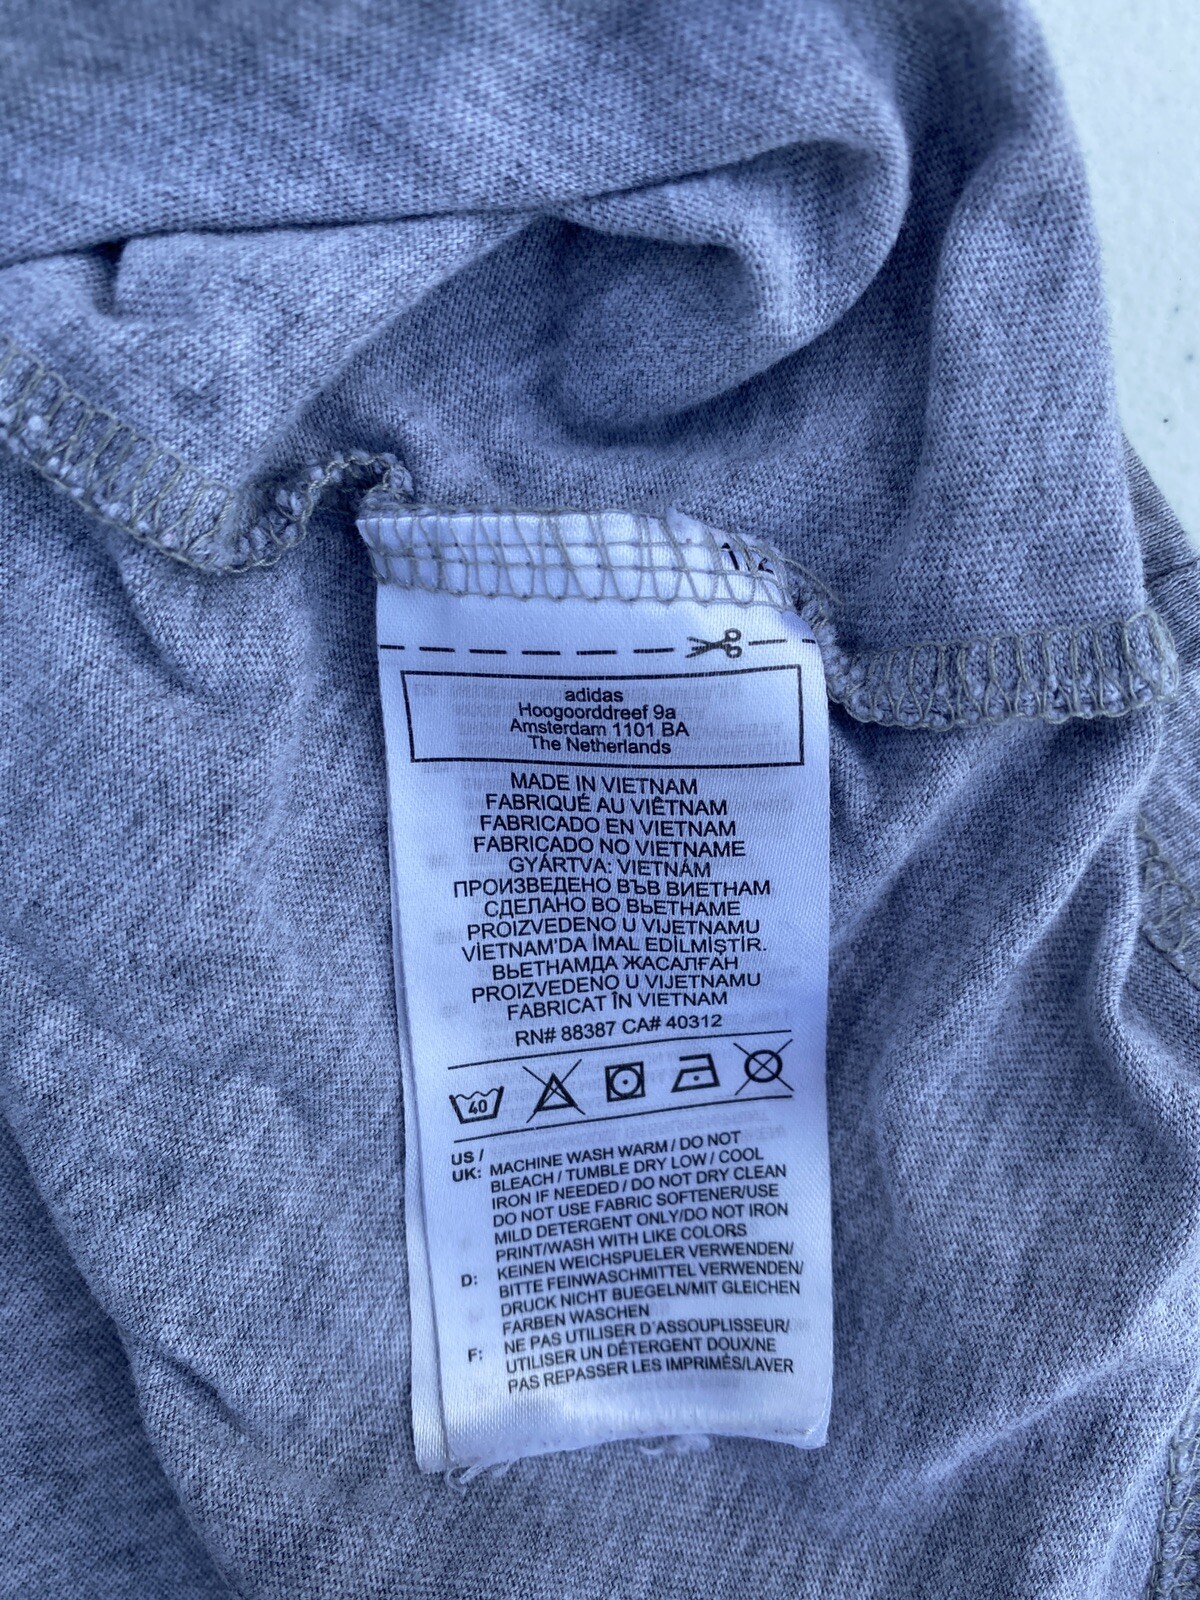 adidas
Hoogoorddreef 9a
Amsterdam 1101 BA
The Netherlands
MADE IN VIETNAM
FABRIQUÉ AU VIÊTNAM
FABRICADO EN VIETNAM
FABRICADO NO VIETNAME
GYÁRTVA: VIETNÁM
ПРОИЗВЕДЕНО ВЪВ ВИЕТНАМ
СДЕЛАНО ВО ВЬЕТНАМЕ
PROIZVEDENO U VIJETNAMU
VİETNAM'DA İMAL EDİLMİŞTİR.
ВЬЕТНАМДА ЖАСАЛҒАН
PROIZVEDENO U VIJETNAMU
FABRICAT ÎN VIETNAM
RN# 88387 CA# 40312
40
US /
UK: MACHINE WASH WARM / DO NOT
BLEACH / TUMBLE DRY LOW / COOL
IRON IF NEEDED / DO NOT DRY CLEAN
DO NOT USE FABRIC SOFTENER/USE
MILD DETERGENT ONLY/DO NOT IRON
PRINT/WASH WITH LIKE COLORS
D: KEINEN WEICHSPUELER VERWENDEN/
BITTE FEINWASCHMITTEL VERWENDEN/
DRUCK NICHT BUEGELN/MIT GLEICHEN
FARBEN WASCHEN
F: NE PAS UTILISER D'ASSOUPLISSEUR/
UTILISER UN DÉTERGENT DOUX/NE
PAS REPASSER LES IMPRIMÉS/LAVER